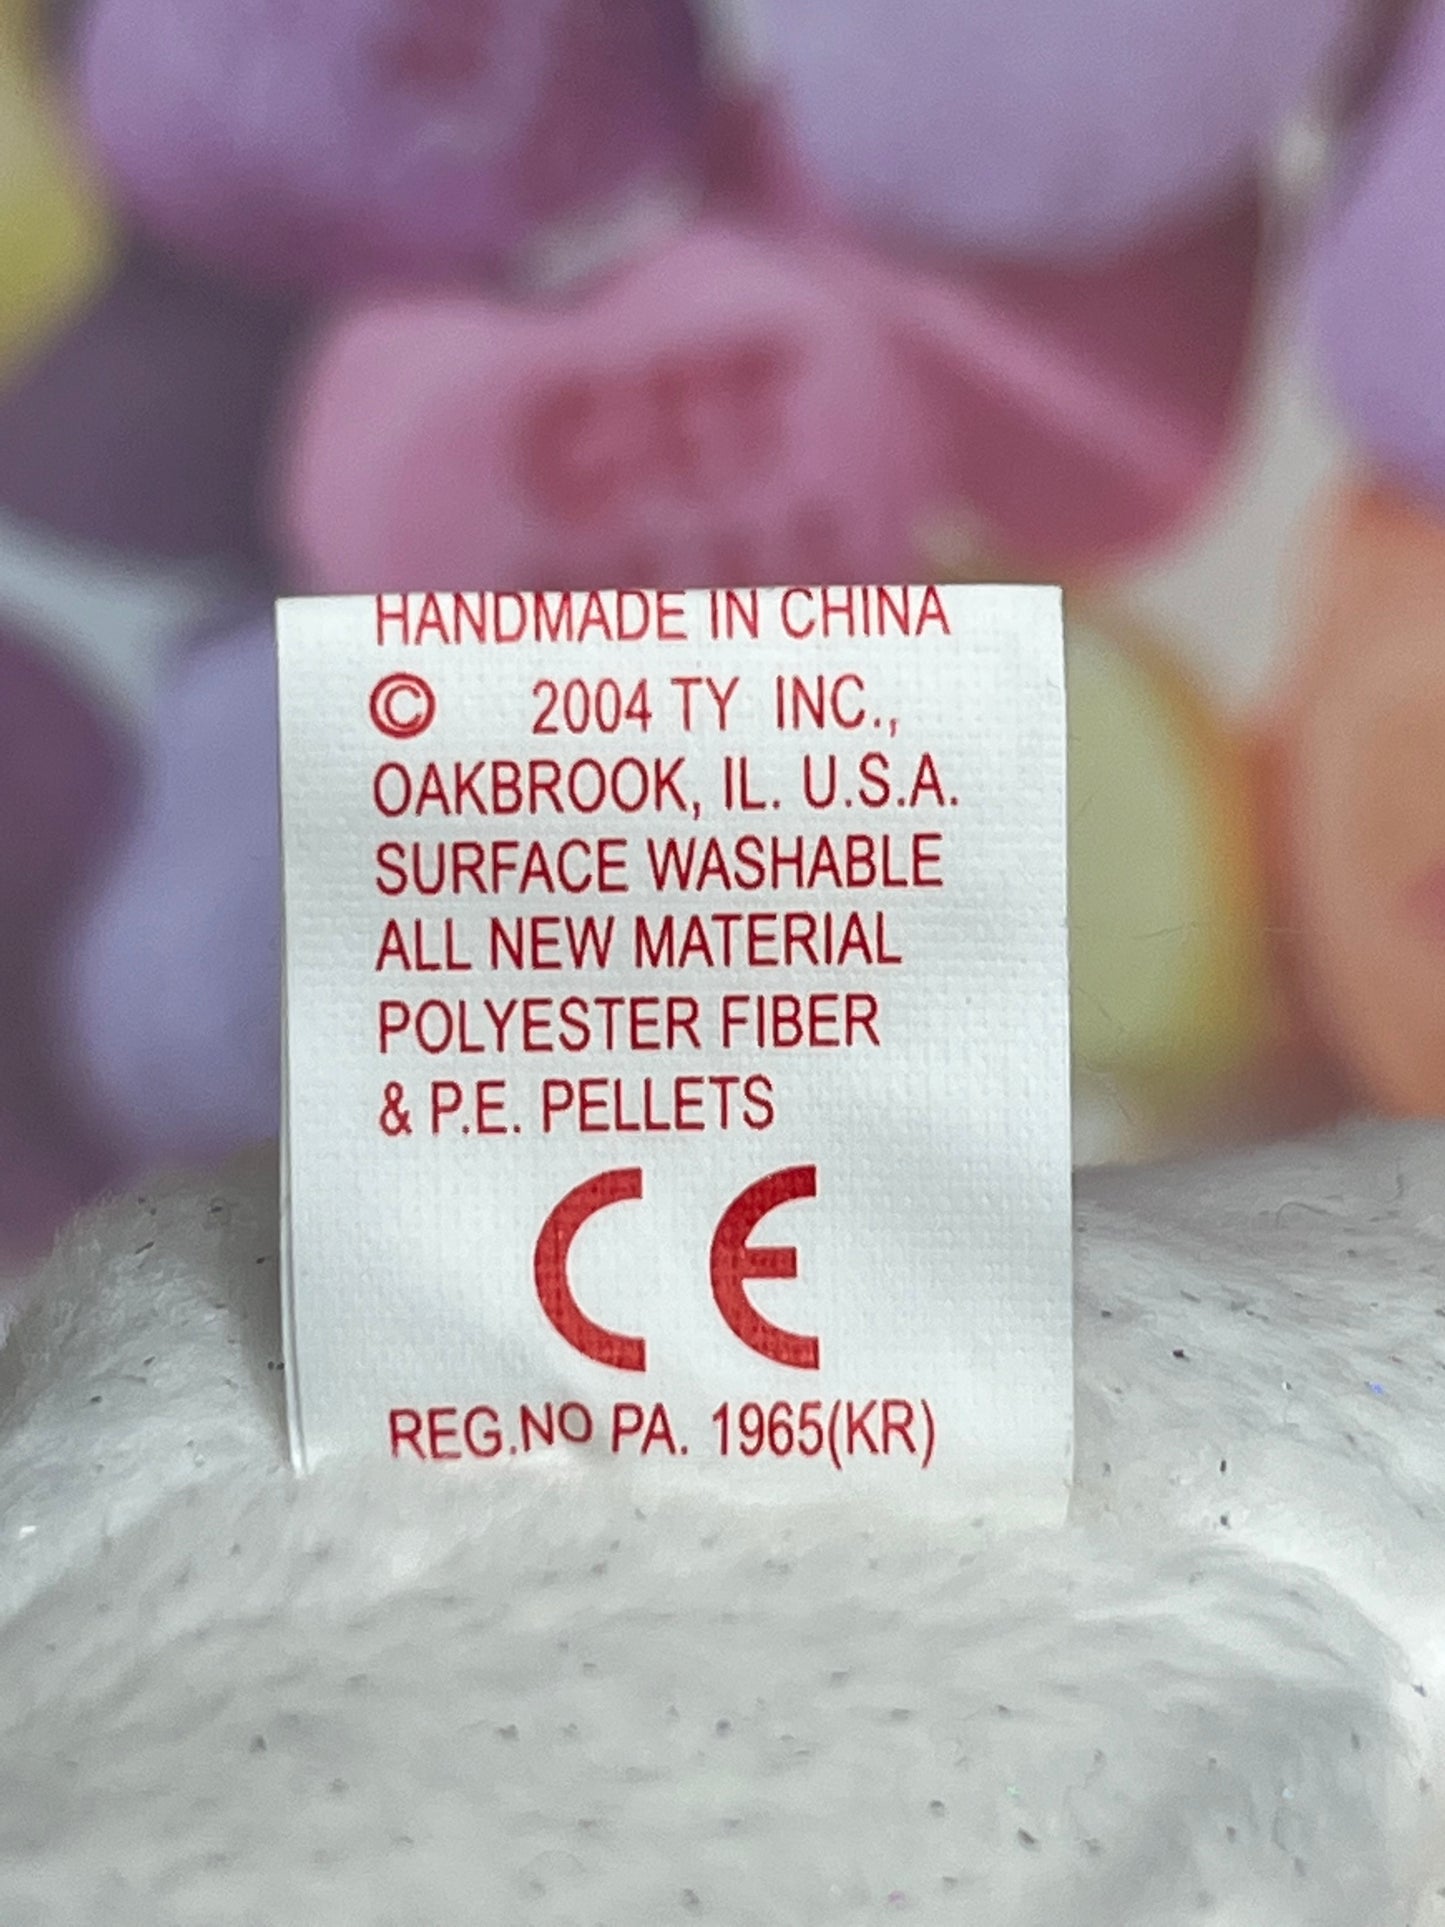 HANDMADE IN CHINA
© 2004 TY INC.,
OAKBROOK, IL. U.S.A.
SURFACE WASHABLE
ALL NEW MATERIAL
POLYESTER FIBER
& P.E. PELLETS
CE
REG.NO PA. 1965(KR)